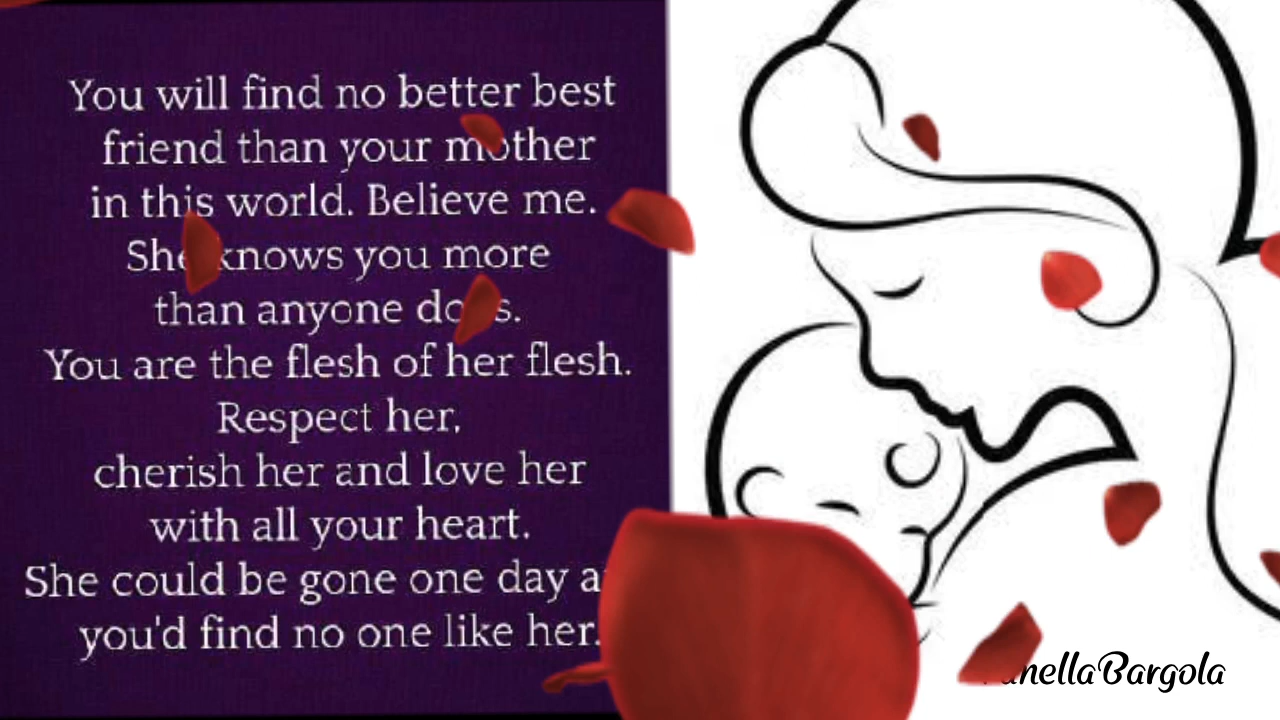 You will find no better best
friend than your mother
in this world. Believe me.
She knows you more
than anyone does.
You are the flesh of her flesh.
Respect her,
cherish her and love her
with all your heart.
She could be gone one day
you'd find no one like her.